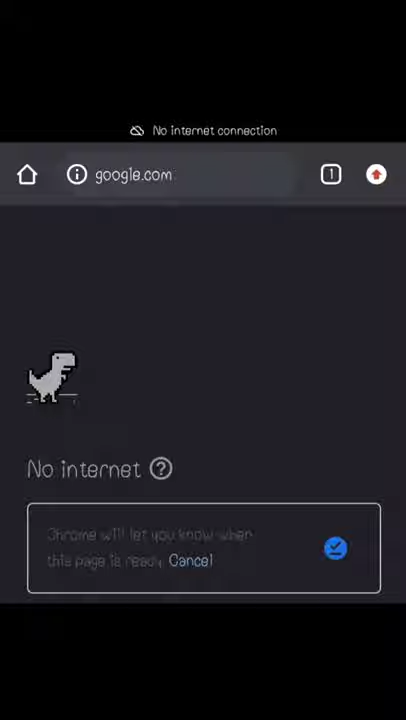 No internet connection
google.com
1
No internet
Chrome will let you know when
this page is ready Cancel